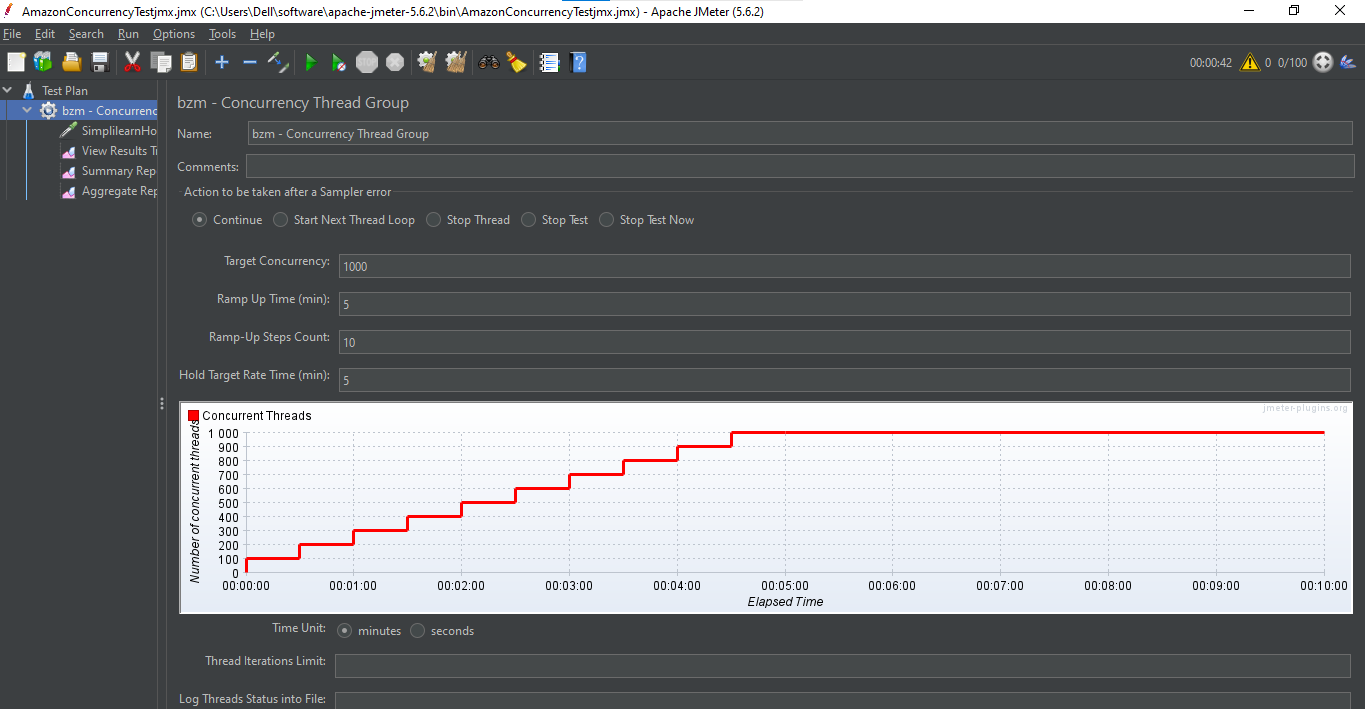 AmazonConcurrencyTestjmx.jmx (C:\Users\Dell\software\apache-jmeter-5.6.2\bin\AmazonConcurrencyTestjmx.jmx) - Apache JMeter (5.6.2)
File Edit Search Run Options Tools Help
STOP
00:00:42 0 0/100
Test Plan
bzm - Concurrenc
SimplilearnHo
View Results Ti
Summary Rep
Aggregate Rep
bzm - Concurrency Thread Group
Name: bzm - Concurrency Thread Group
Comments:
Action to be taken after a Sampler error
Continue Start Next Thread Loop Stop Thread Stop Test Stop Test Now
Target Concurrency: 1000
Ramp Up Time (min): 5
Ramp-Up Steps Count: 10
Hold Target Rate Time (min): 5
jmeter-plugins.org
Concurrent Threads
Number of concurrent threads
1 000
900
800
700
600
500
400
300
200
100
0
00:00:00 00:01:00 00:02:00 00:03:00 00:04:00 00:05:00 00:06:00 00:07:00 00:08:00 00:09:00 00:10:00
Elapsed Time
Time Unit: minutes seconds
Thread Iterations Limit:
Log Threads Status into File: